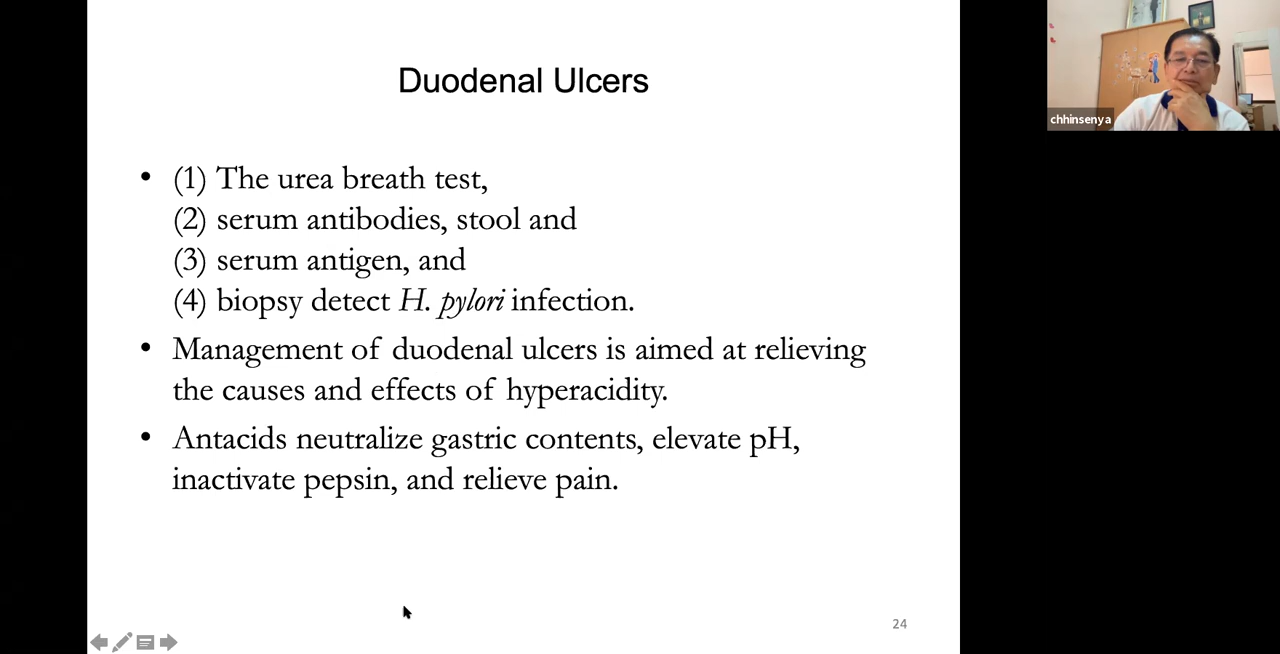 Duodenal Ulcers
• (1) The urea breath test,
(2) serum antibodies, stool and
(3) serum antigen, and
(4) biopsy detect H. pylori infection.
• Management of duodenal ulcers is aimed at relieving
the causes and effects of hyperacidity.
• Antacids neutralize gastric contents, elevate pH,
inactivate pepsin, and relieve pain.
24
chhinsenya